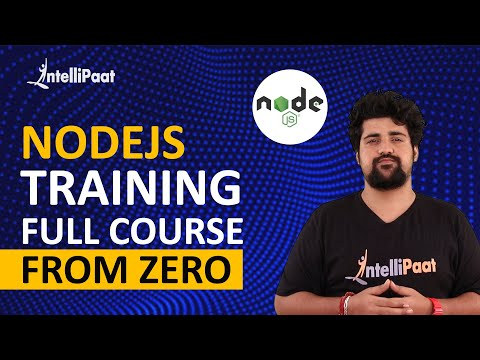 IntelliPaat
NODEJS
TRAINING
FULL COURSE
FROM ZERO
node
JS
IntelliPaat